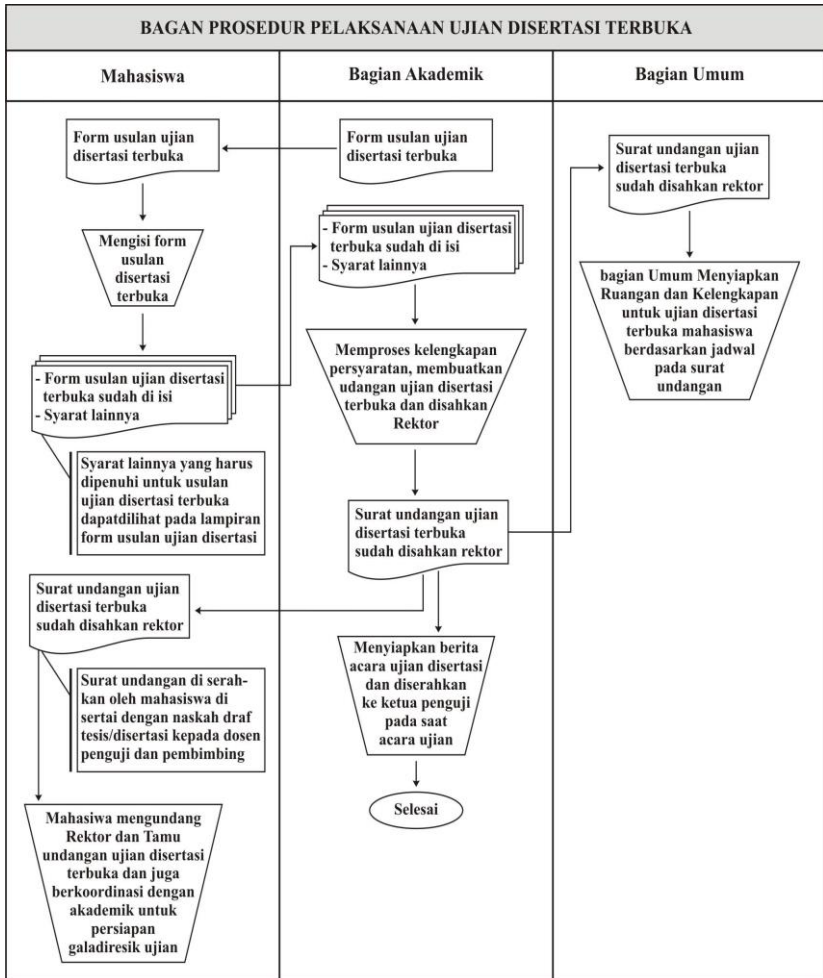 BAGAN PROSEDUR PELAKSANAAN UJIAN DISERTASI TERBUKA
Mahasiswa
Bagian Akademik
Bagian Umum
Form usulan ujian
disertasi terbuka
Mengisi form
usulan
disertasi
terbuka
- Form usulan ujian disertasi
terbuka sudah di isi
- Syarat lainnya
Syarat lainnya yang harus
dipenuhi untuk usulan
ujian disertasi terbuka
dapatdilihat pada lampiran
form usulan ujian disertasi
Surat undangan ujian
disertasi terbuka
sudah disahkan rektor
Surat undangan di serah-
kan oleh mahasiswa di
sertai dengan naskah draf
tesis/disertasi kepada dosen
penguji dan pembimbing
Mahasiwa mengundang
Rektor dan Tamu
undangan ujian disertasi
terbuka dan juga
berkoordinasi dengan
akademik untuk
persiapan
galadiresik ujian
Form usulan ujian
disertasi terbuka
- Form usulan ujian disertasi
terbuka sudah di isi
- Syarat lainnya
Memproses kelengkapan
persyaratan, membuatkan
udangan ujian disertasi
terbuka dan disahkan
Rektor
Surat undangan ujian
disertasi terbuka
sudah disahkan rektor
Menyiapkan berita
acara ujian disertasi
dan diserahkan
ke ketua penguji
pada saat
acara ujian
Selesai
Surat undangan ujian
disertasi terbuka
sudah disahkan rektor
bagian Umum Menyiapkan
Ruangan dan Kelengkapan
untuk ujian disertasi
terbuka mahasiswa
berdasarkan jadwal
pada surat
undangan